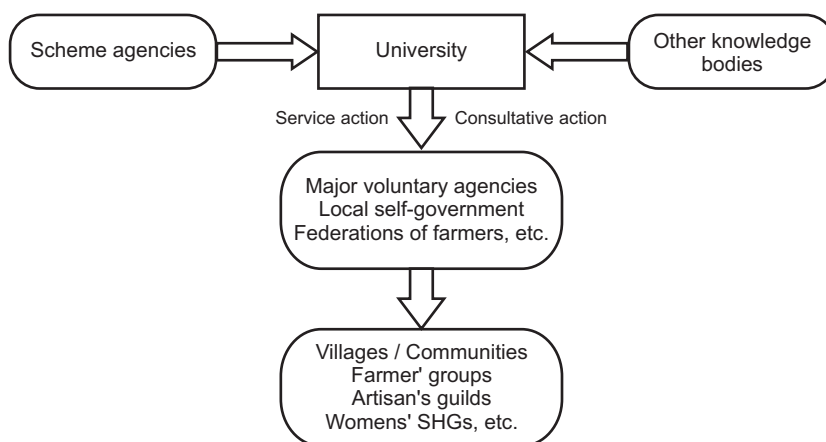 Scheme agencies
University
Other knowledge
bodies
Service action
Consultative action
Major voluntary agencies
Local self-government
Federations of farmers, etc.
Villages / Communities
Farmer' groups
Artisan's guilds
Womens' SHGs, etc.